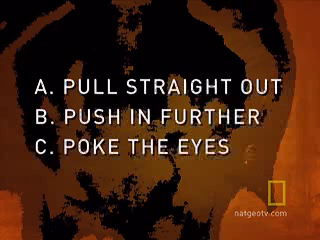 A. PULL STRAIGHT OUT
B. PUSH IN FURTHER
C. POKE THE EYES
natgeotv.com